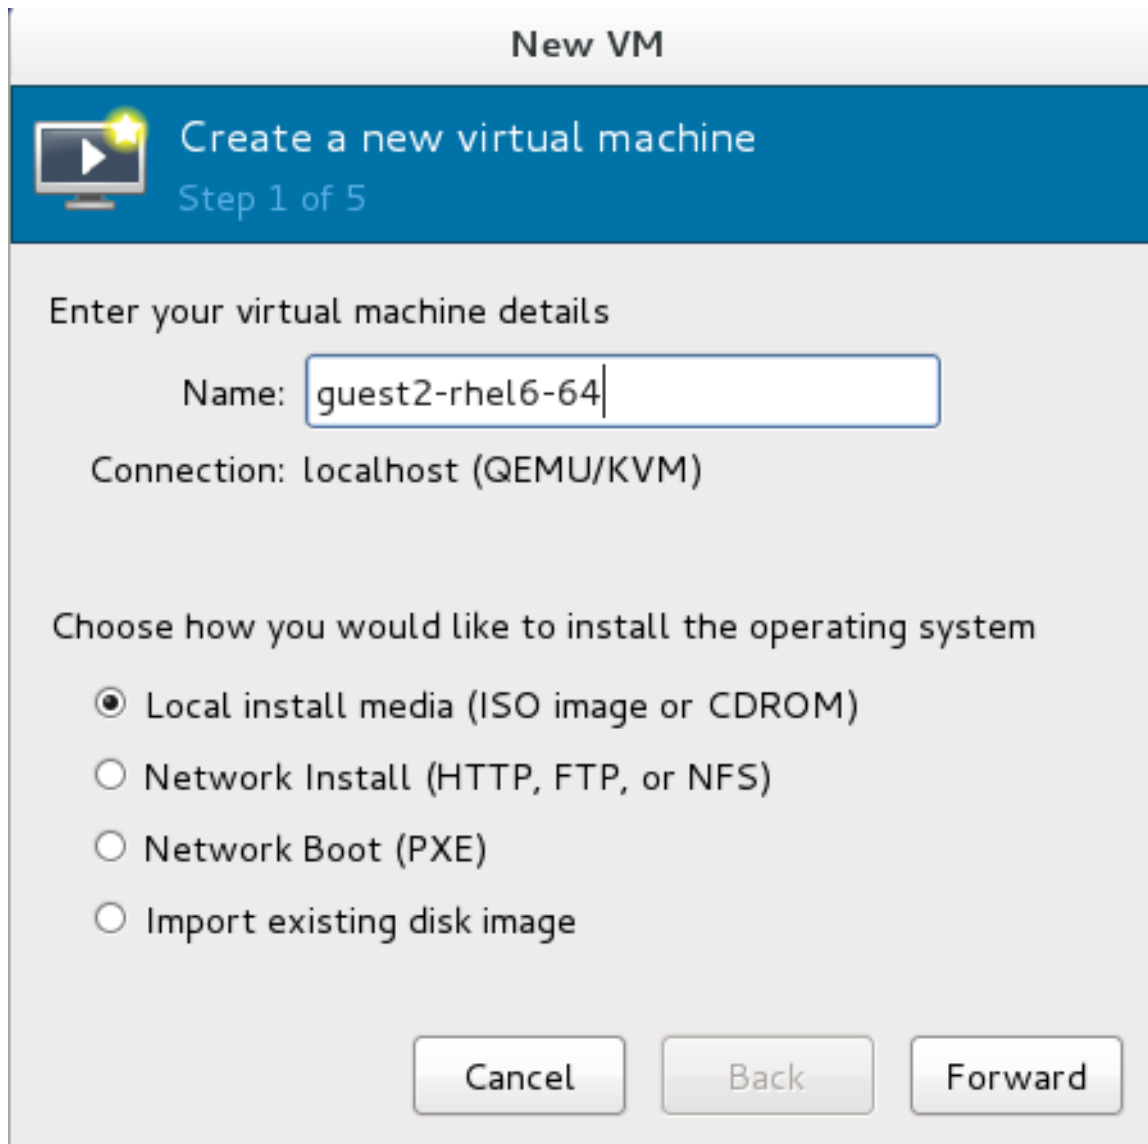 New VM
Create a new virtual machine
Step 1 of 5
Enter your virtual machine details
Name: guest2-rhel6-64
Connection: localhost (QEMU/KVM)
Choose how you would like to install the operating system
Local install media (ISO image or CDROM)
Network Install (HTTP, FTP, or NFS)
Network Boot (PXE)
Import existing disk image
Cancel Back Forward